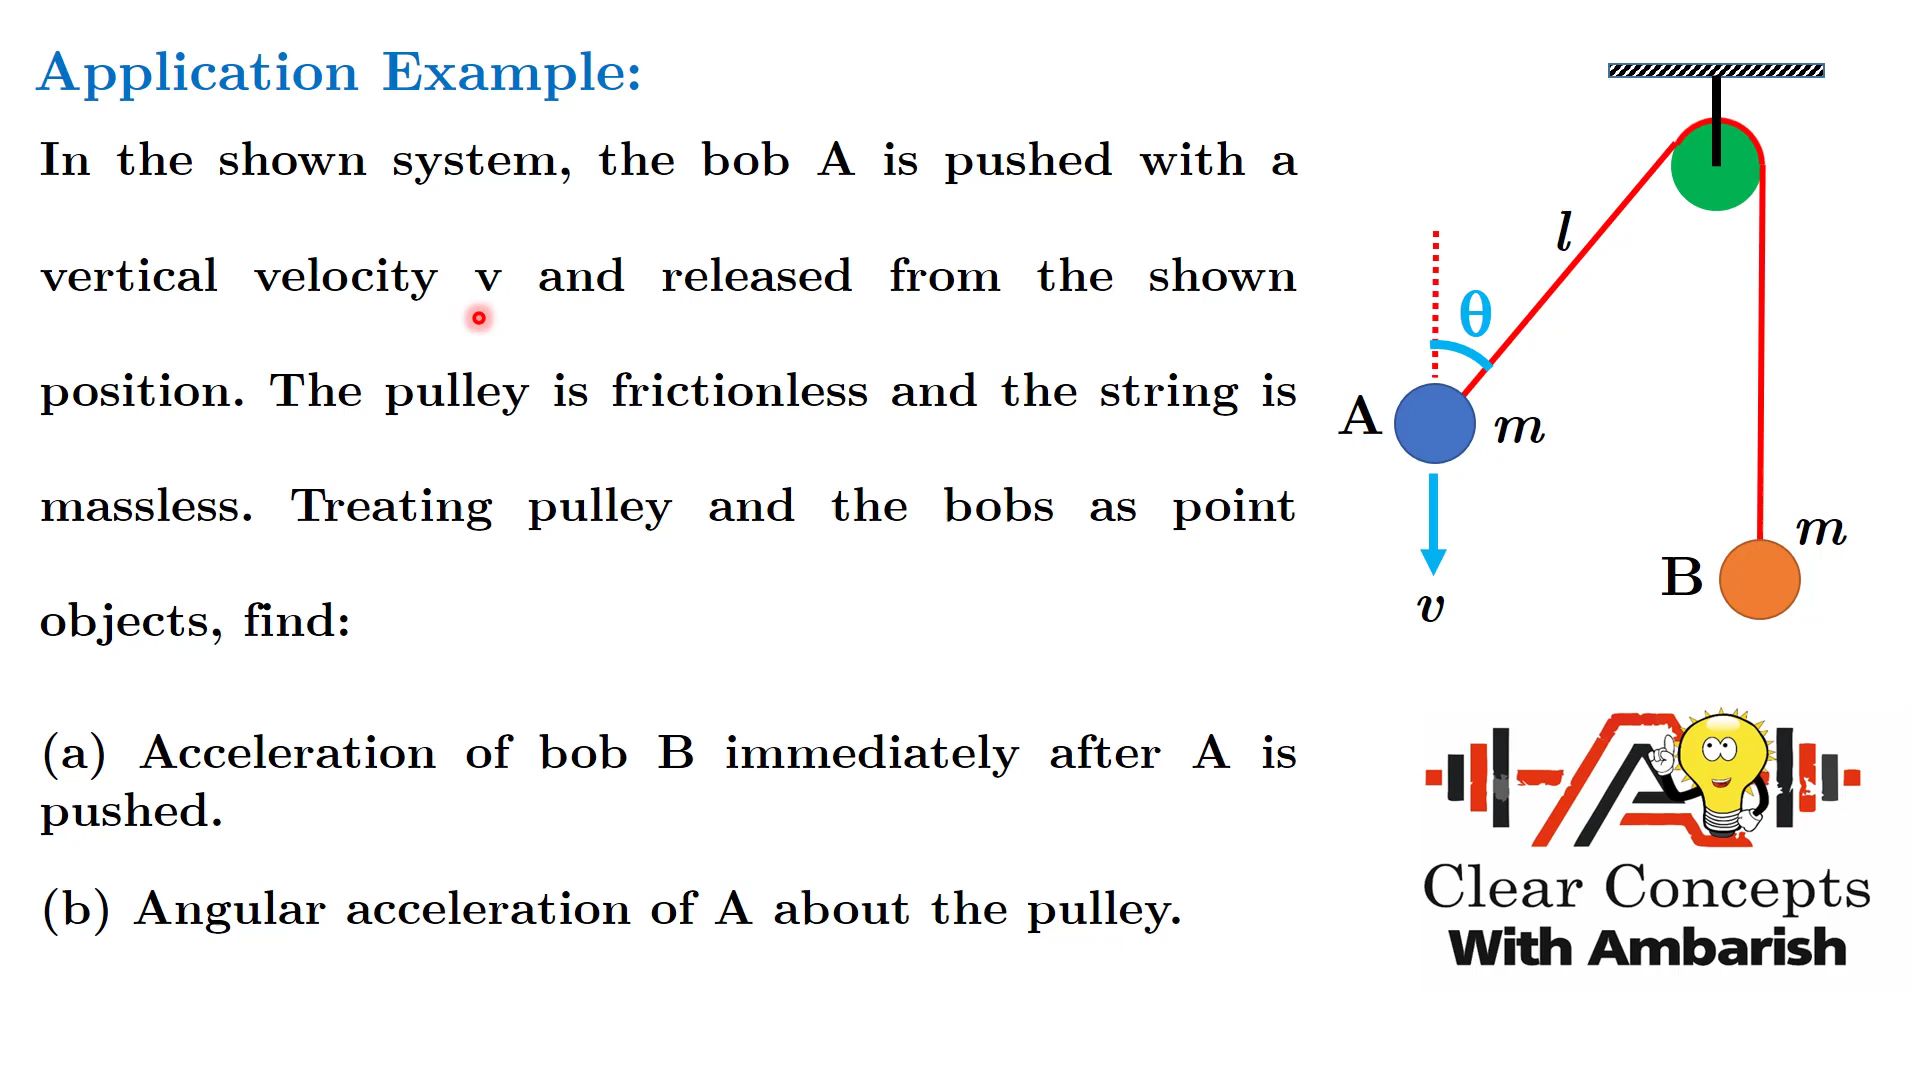 Application Example:
In the shown system, the bob A is pushed with a
vertical velocity v and released from the shown
position. The pulley is frictionless and the string is
massless. Treating pulley and the bobs as point
objects, find:
(a) Acceleration of bob B immediately after A is
pushed.
(b) Angular acceleration of A about the pulley.
l
θ
A
m
v
m
B
Clear Concepts
With Ambarish